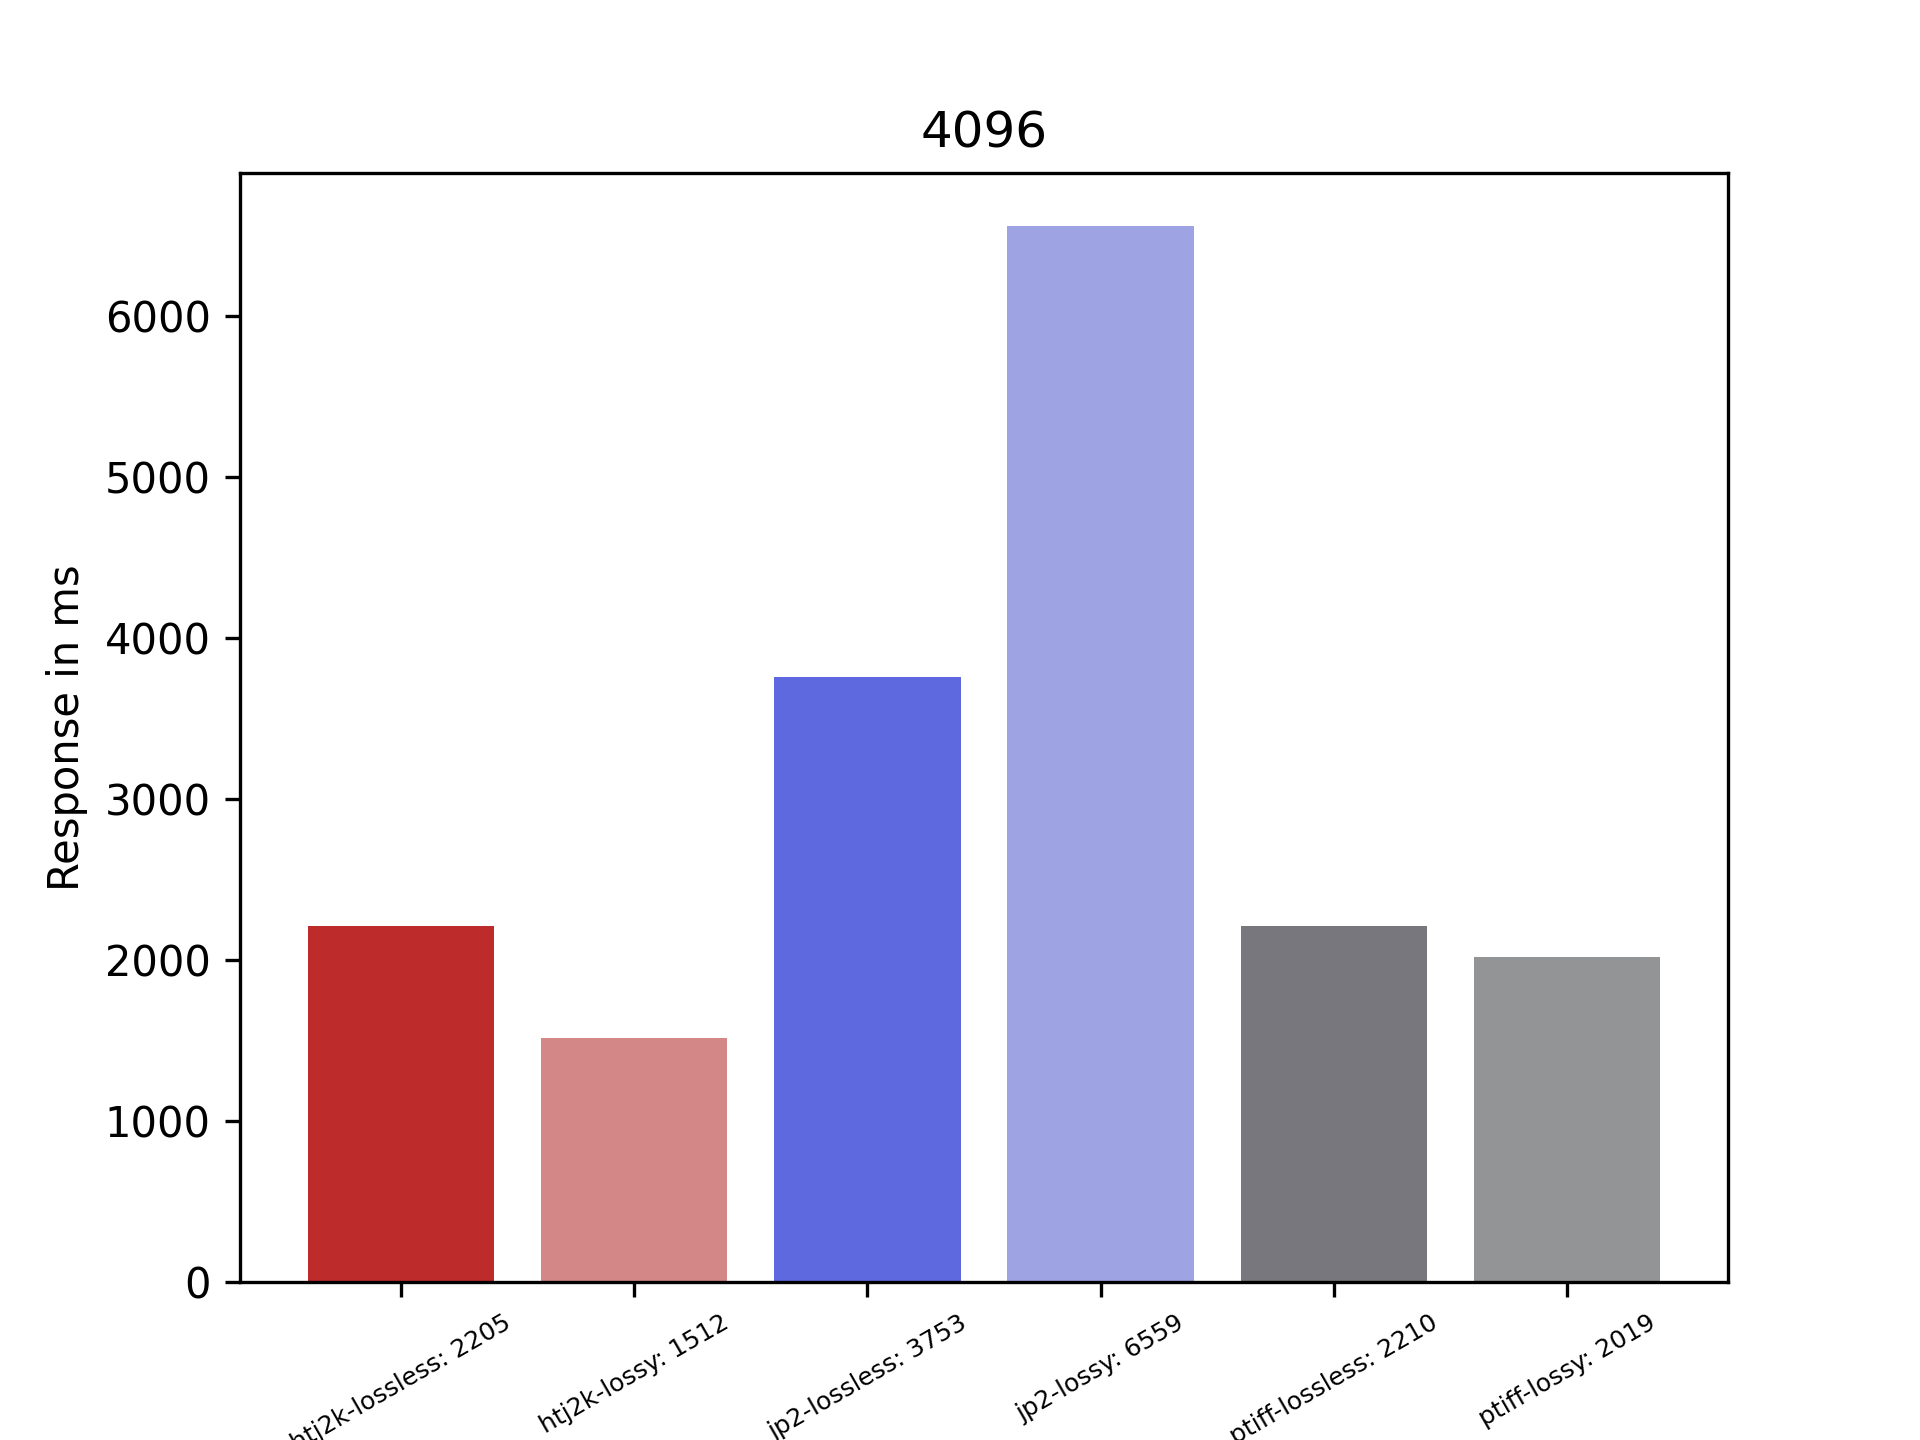 4096
Response in ms
6000
5000
4000
3000
2000
1000
0
htj2k-lossless: 2205
htj2k-lossy: 1512
jp2-lossless: 3753
jp2-lossy: 6559
ptiff-lossless: 2210
ptiff-lossy: 2019